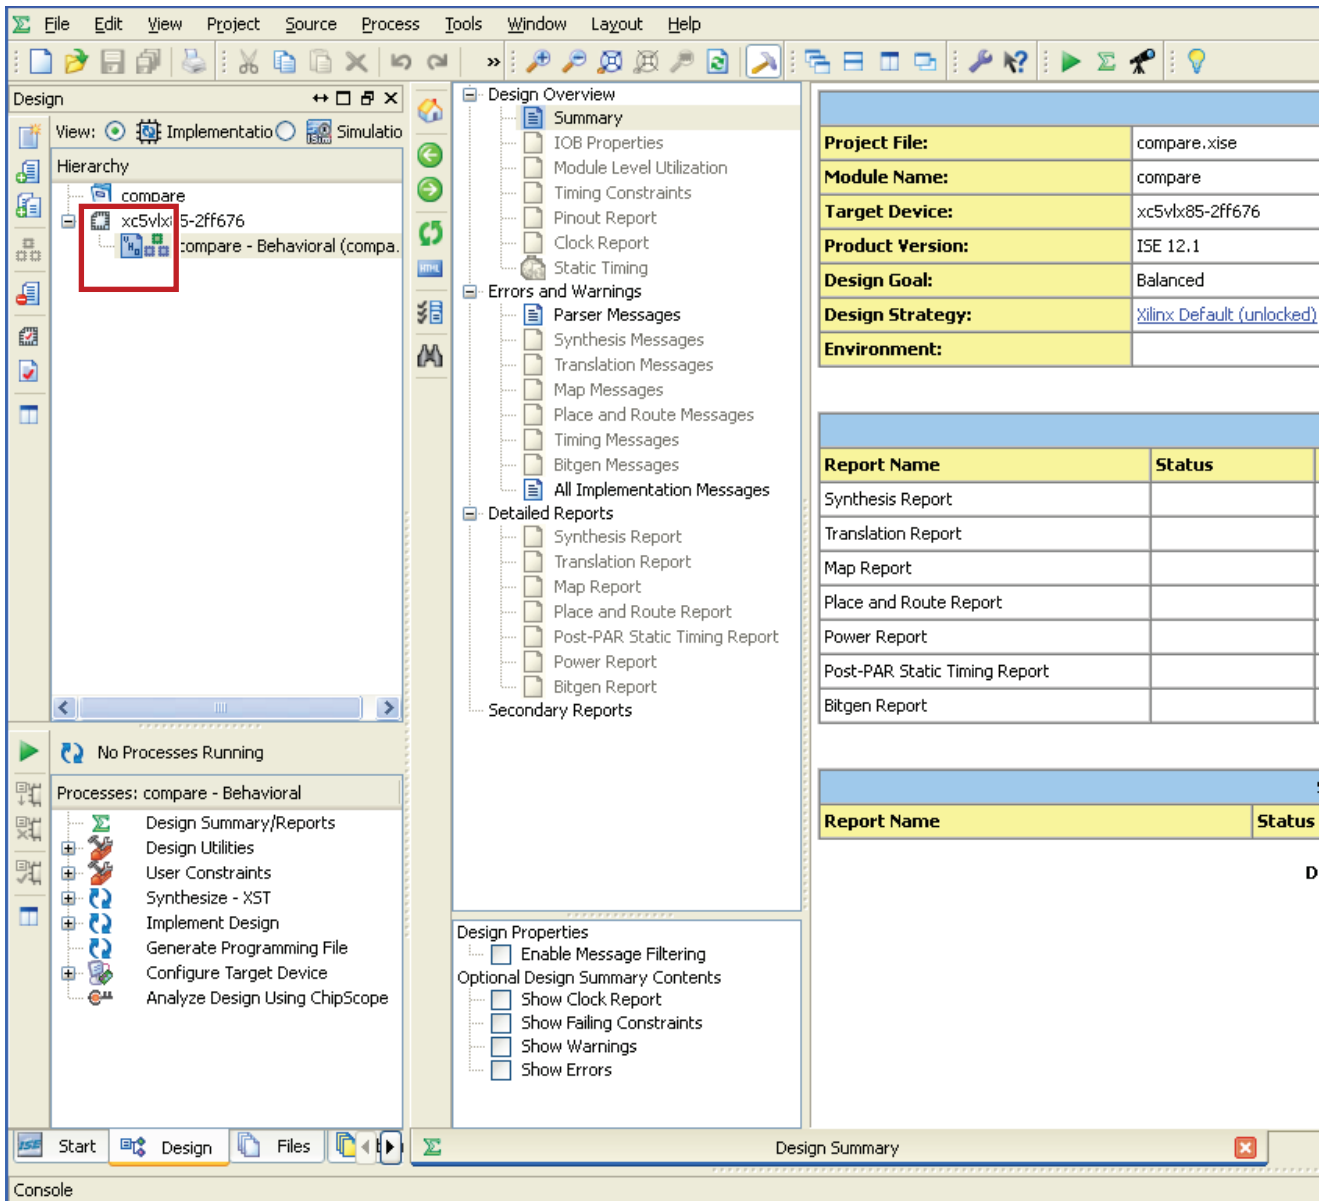 File Edit View Project Source Process Tools Window Layout Help
»
Design
View: Implementatio Simulatio
Hierarchy
compare
xc5vlx85-2ff676
compare - Behavioral (compa.
No Processes Running
Processes: compare - Behavioral
Design Summary/Reports
Design Utilities
User Constraints
Synthesize - XST
Implement Design
Generate Programming File
Configure Target Device
Analyze Design Using ChipScope
Start Design Files
HTML
Design Overview
Summary
IOB Properties
Module Level Utilization
Timing Constraints
Pinout Report
Clock Report
Static Timing
Errors and Warnings
Parser Messages
Synthesis Messages
Translation Messages
Map Messages
Place and Route Messages
Timing Messages
Bitgen Messages
All Implementation Messages
Detailed Reports
Synthesis Report
Translation Report
Map Report
Place and Route Report
Post-PAR Static Timing Report
Power Report
Bitgen Report
Secondary Reports
Design Properties
Enable Message Filtering
Optional Design Summary Contents
Show Clock Report
Show Failing Constraints
Show Warnings
Show Errors
Project File: compare.xise
Module Name: compare
Target Device: xc5vlx85-2ff676
Product Version: ISE 12.1
Design Goal: Balanced
Design Strategy: Xilinx Default (unlocked)
Environment:
Report Name Status
Synthesis Report
Translation Report
Map Report
Place and Route Report
Power Report
Post-PAR Static Timing Report
Bitgen Report
Report Name Status
D
Design Summary
Console